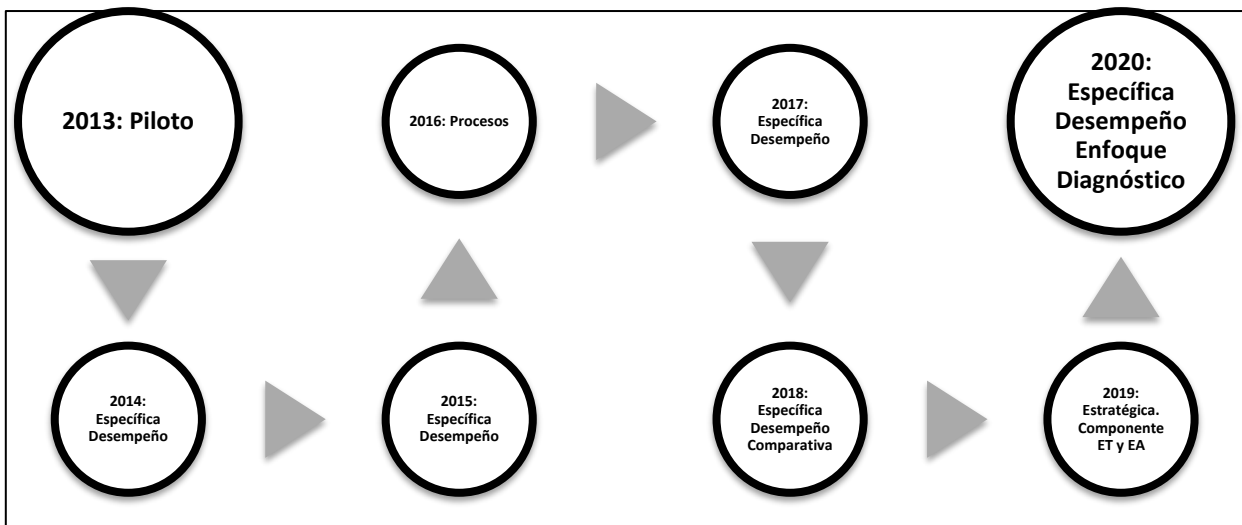 2013: Piloto
2014:
Específica
Desempeño
2015:
Específica
Desempeño
2016: Procesos
2017:
Específica
Desempeño
2018:
Específica
Desempeño
Comparativa
2019:
Estratégica.
Componente
ET y EA
2020:
Específica
Desempeño
Enfoque
Diagnóstico